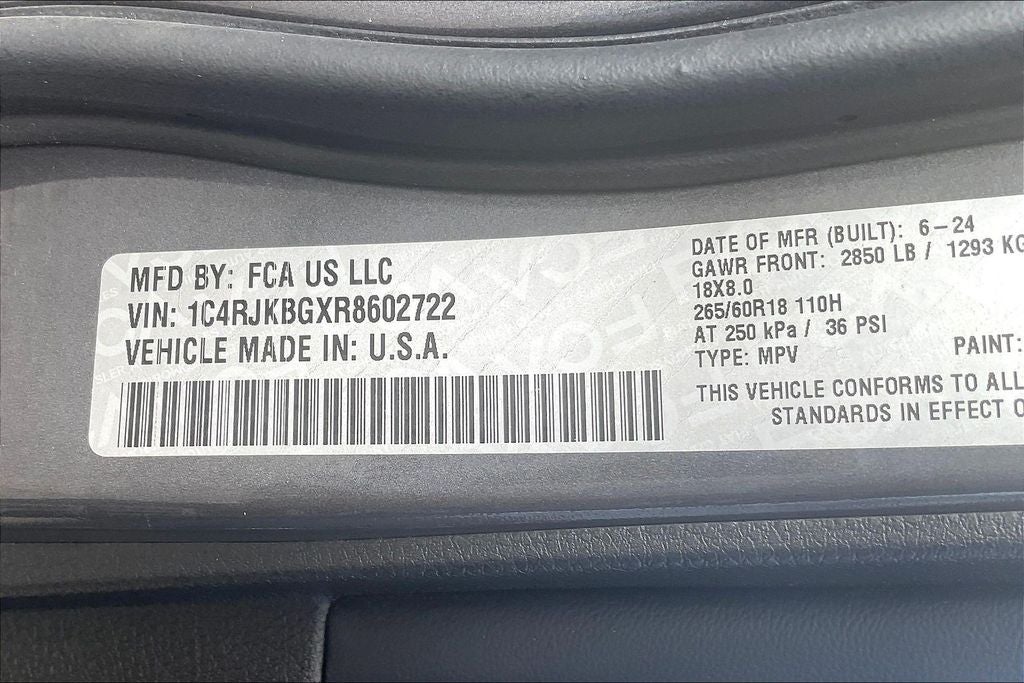 MFD BY: FCA US LLC
VIN: 1C4RJKBGXR8602722
VEHICLE MADE IN: U.S.A.
DATE OF MFR (BUILT): 6-24
GAWR FRONT: 2850 LB / 1293 KG
18X8.0
265/60R18 110H
AT 250 kPa / 36 PSI
TYPE: MPV PAINT:
THIS VEHICLE CONFORMS TO ALL
STANDARDS IN EFFECT O